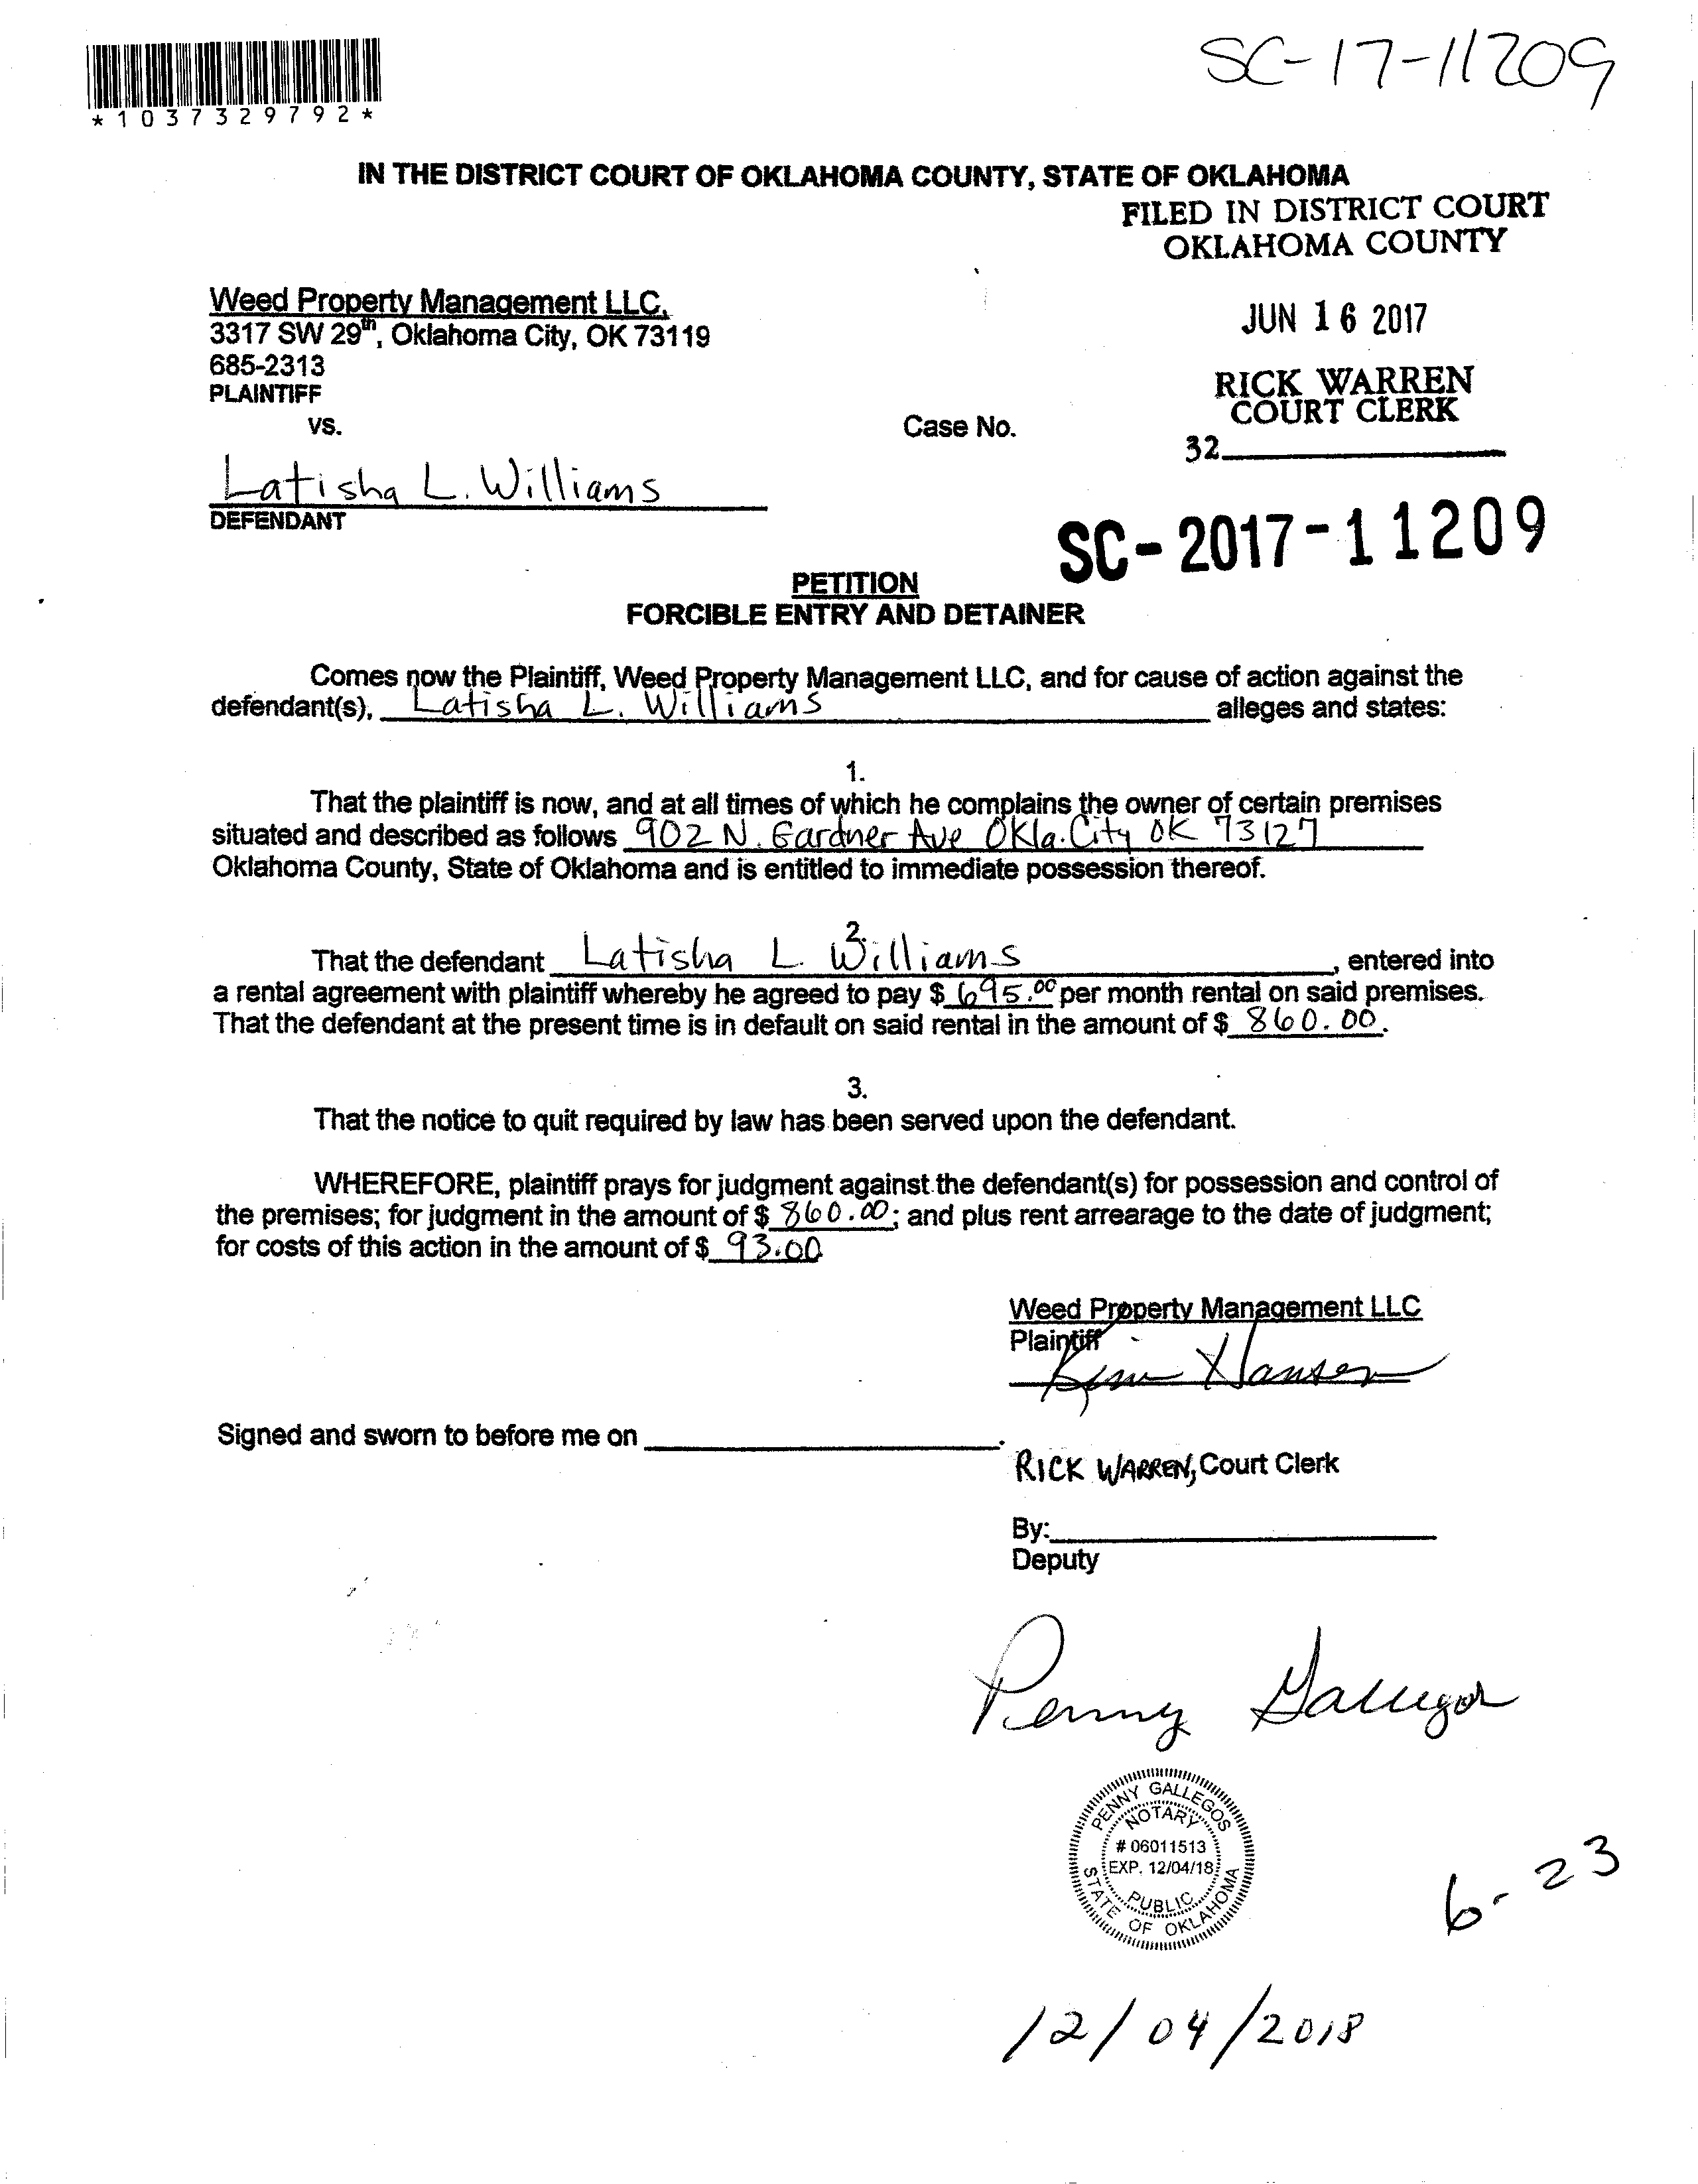 SC-17-11209
*1037329792*
IN THE DISTRICT COURT OF OKLAHOMA COUNTY, STATE OF OKLAHOMA
FILED IN DISTRICT COURT
OKLAHOMA COUNTY
JUN 16 2017
RICK WARREN
COURT CLERK
32
Weed Property Management LLC,
3317 SW 29th, Oklahoma City, OK 73119
685-2313
PLAINTIFF
vs.
Case No.
Latisha L. Williams
DEFENDANT
SC-2017-11209
PETITION
FORCIBLE ENTRY AND DETAINER
Comes now the Plaintiff, Weed Property Management LLC, and for cause of action against the
defendant(s), Latisha L. Williams alleges and states:
1.
That the plaintiff is now, and at all times of which he complains the owner of certain premises
situated and described as follows 902 N. Gardner Ave Okla. City OK 73127
Oklahoma County, State of Oklahoma and is entitled to immediate possession thereof.
2.
That the defendant Latisha L. Williams, entered into
a rental agreement with plaintiff whereby he agreed to pay $ 695.00 per month rental on said premises.
That the defendant at the present time is in default on said rental in the amount of $ 860.00.
3.
That the notice to quit required by law has been served upon the defendant.
WHEREFORE, plaintiff prays for judgment against the defendant(s) for possession and control of
the premises; for judgment in the amount of $ 860.00; and plus rent arrearage to the date of judgment;
for costs of this action in the amount of $ 93.00
Weed Property Management LLC
Plaintiff
Kim Hansen
Signed and sworn to before me on
RICK WARREN, Court Clerk
By:
Deputy
Penny Gallegos
PENNY GALLEGOS
NOTARY
# 06011513
EXP. 12/04/18
PUBLIC
STATE OF OKLAHOMA
6-23
12/04/2018